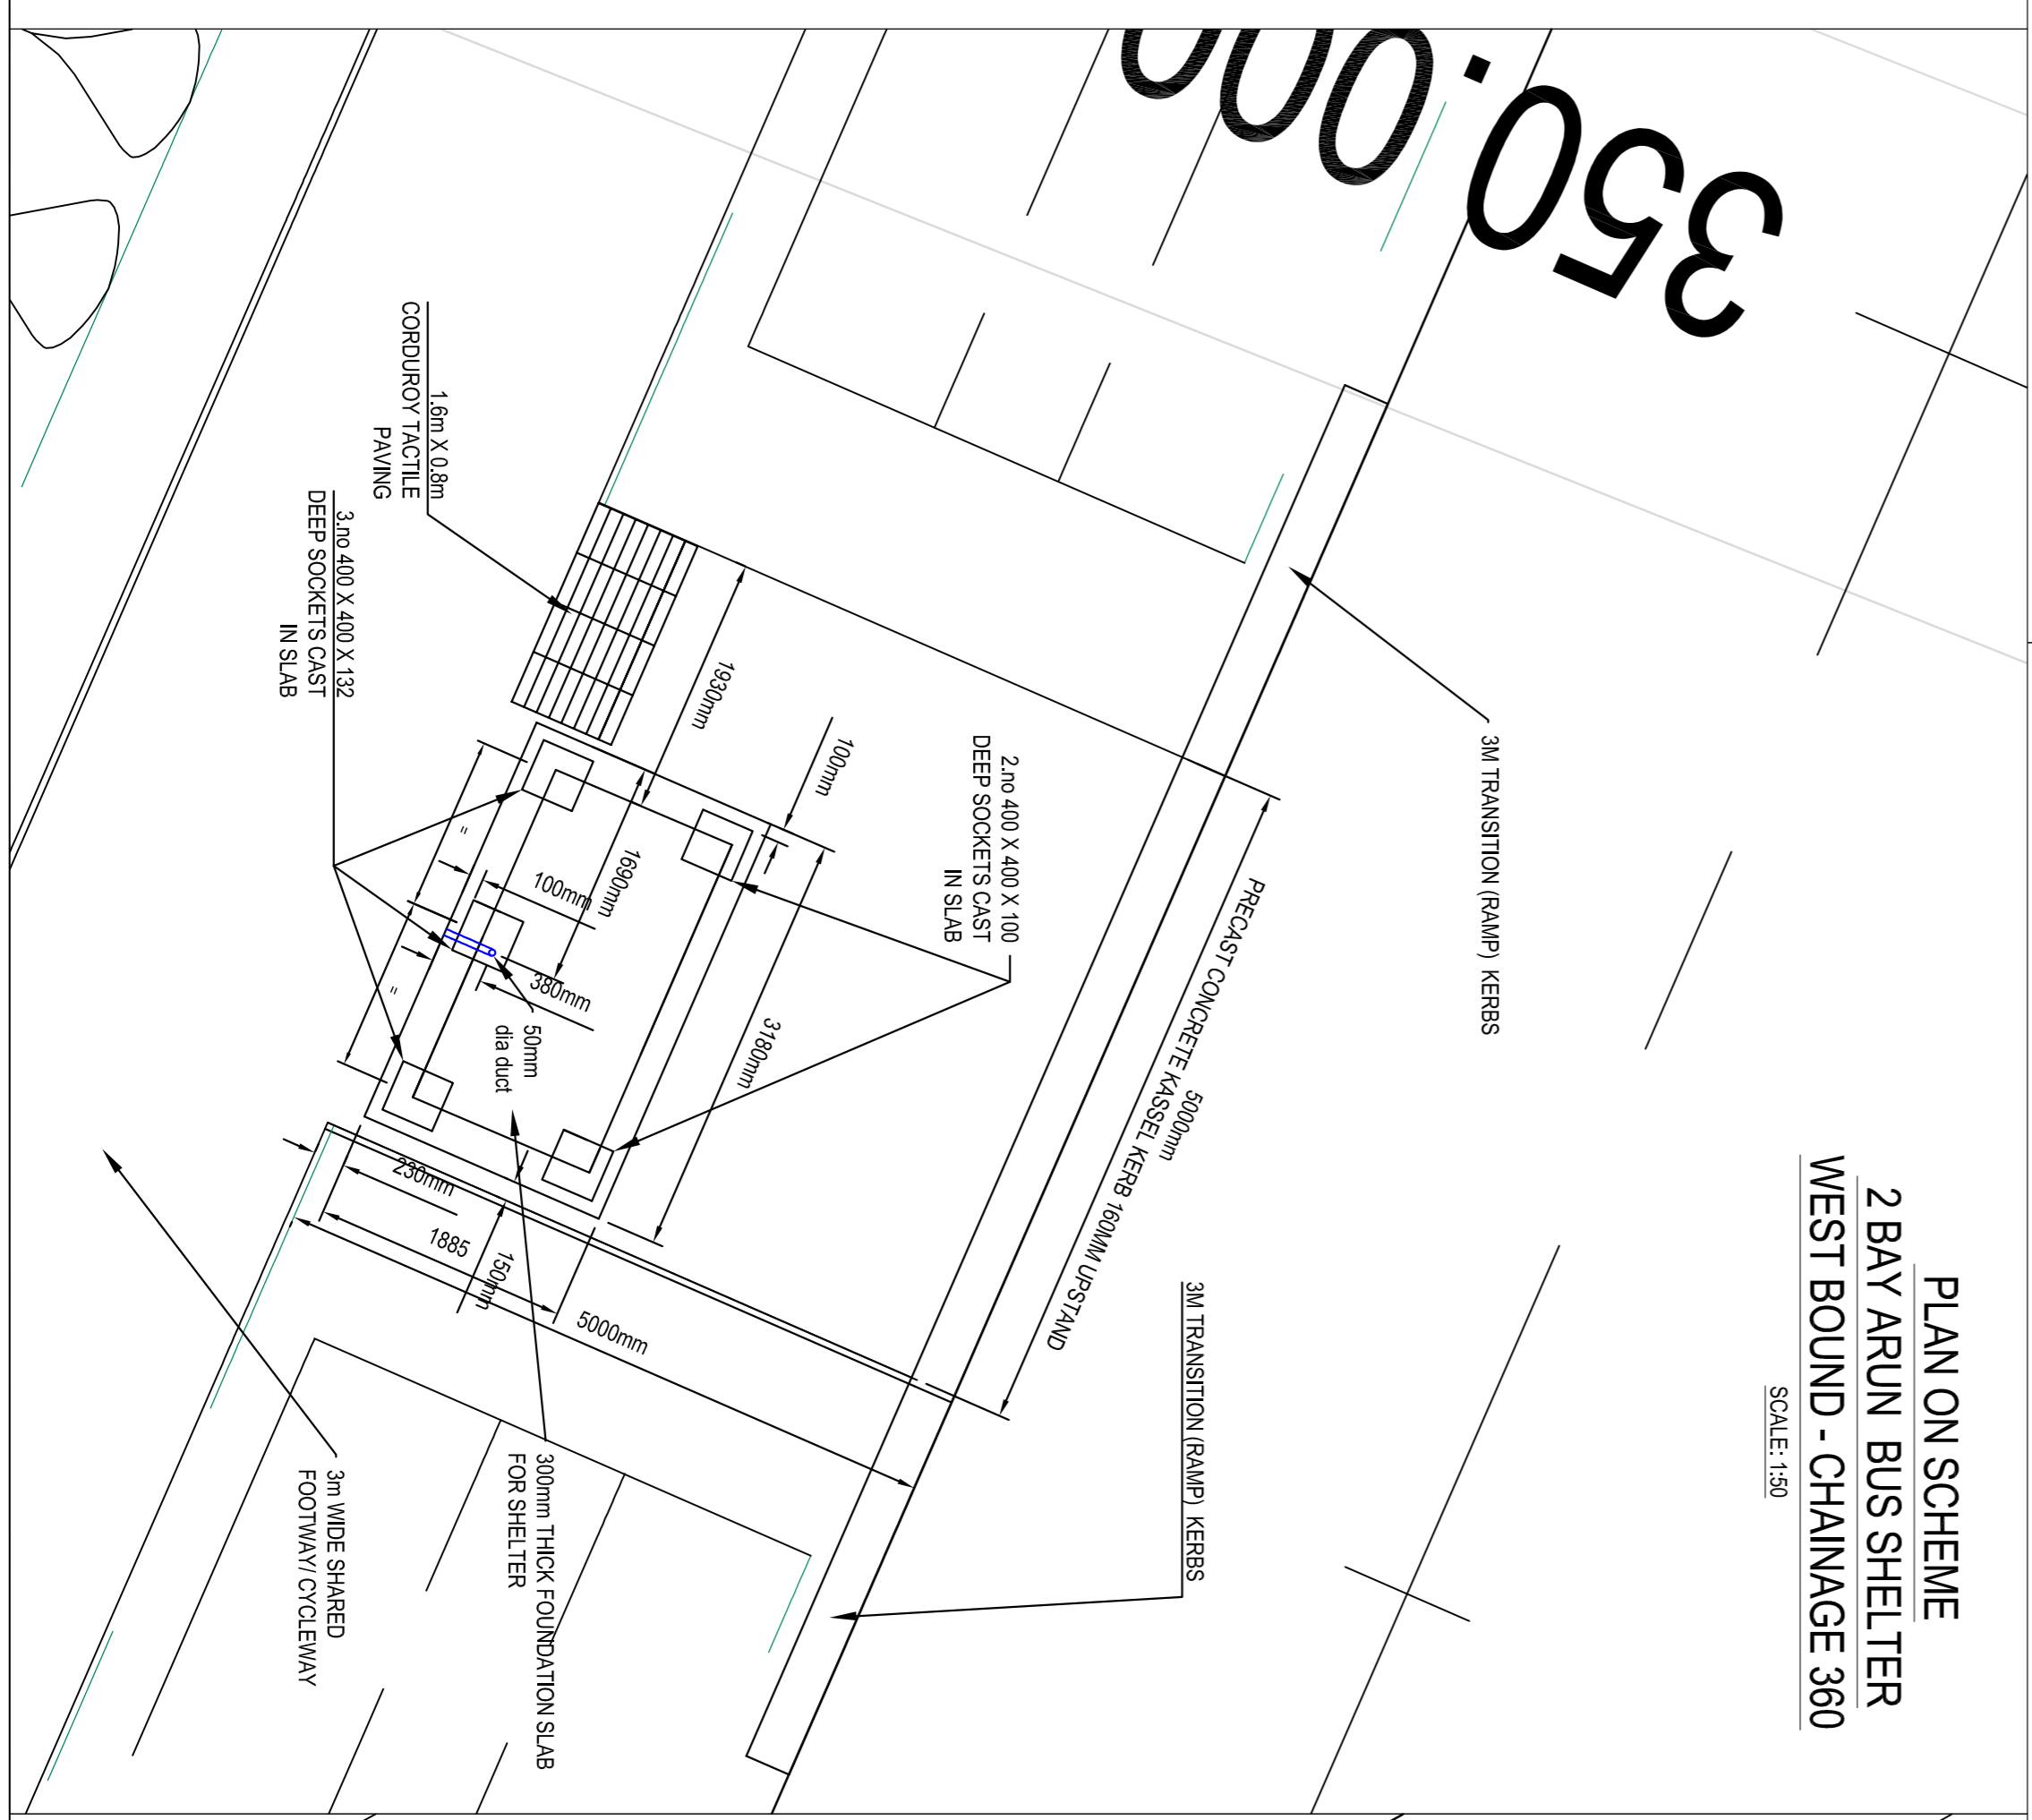 PLAN ON SCHEME
2 BAY ARUN BUS SHELTER
WEST BOUND - CHAINAGE 360
SCALE: 1:50
350.000
3M TRANSITION (RAMP) KERBS
PRECAST CONCRETE KASSEL KERB 160MM UPSTAND
5000mm
3M TRANSITION (RAMP) KERBS
2.no 400 X 400 X 100
DEEP SOCKETS CAST
IN SLAB
100mm
3180mm
1930mm
1690mm
100mm
380mm
50mm
dia duct
1.6m X 0.8m
CORDUROY TACTILE
PAVING
3.no 400 X 400 X 132
DEEP SOCKETS CAST
IN SLAB
"
"
230mm
1885
150mm
5000mm
300mm THICK FOUNDATION SLAB
FOR SHELTER
3m WIDE SHARED
FOOTWAY/ CYCLEWAY